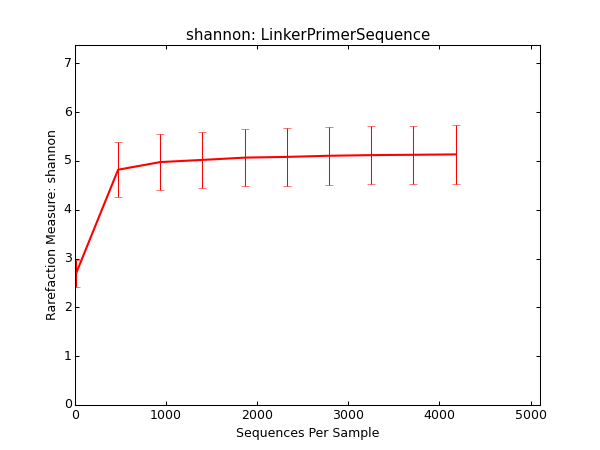 shannon: LinkerPrimerSequence
7
6
5
4
3
2
1
0
Rarefaction Measure: shannon
0 1000 2000 3000 4000 5000
Sequences Per Sample